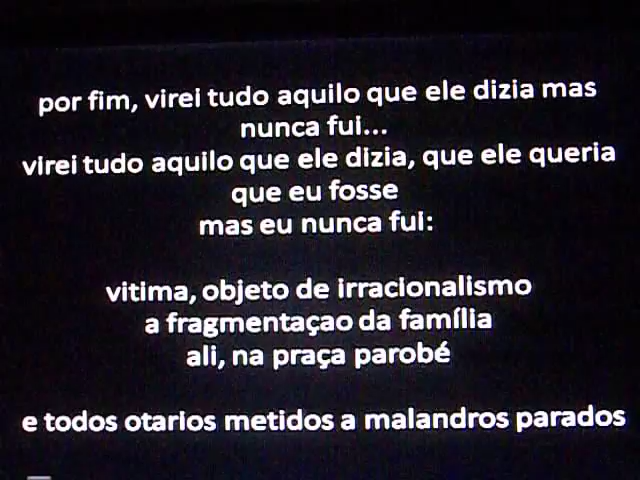 por fim, virei tudo aquilo que ele dizia mas
nunca fui...
virei tudo aquilo que ele dizia, que ele queria
que eu fosse
mas eu nunca fui:
vitima, objeto de irracionalismo
a fragmentaçao da família
ali, na praça parobé
e todos otarios metidos a malandros parados